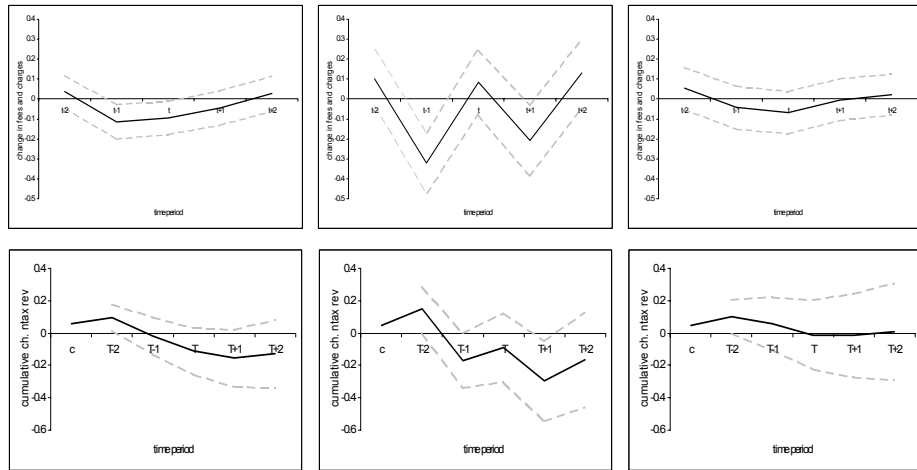 change in fees and charges
0.4
0.3
0.2
0.1
0
-0.1
-0.2
-0.3
-0.4
-0.5
t-2 t-1 t t+1 t+2
time period
change in fees and charges
0.4
0.3
0.2
0.1
0
-0.1
-0.2
-0.3
-0.4
-0.5
t-2 t-1 t t+1 t+2
time period
change in fees and charges
0.4
0.3
0.2
0.1
0
-0.1
-0.2
-0.3
-0.4
-0.5
t-2 t-1 t t+1 t+2
time period
cumulative ch. ntax rev
0.4
0.2
0
-0.2
-0.4
-0.6
c T-2 T-1 T T+1 T+2
time period
cumulative ch. ntax rev
0.4
0.2
0
-0.2
-0.4
-0.6
c T-2 T-1 T T+1 T+2
time period
cumulative ch. ntax rev
0.4
0.2
0
-0.2
-0.4
-0.6
c T-2 T-1 T T+1 T+2
time period